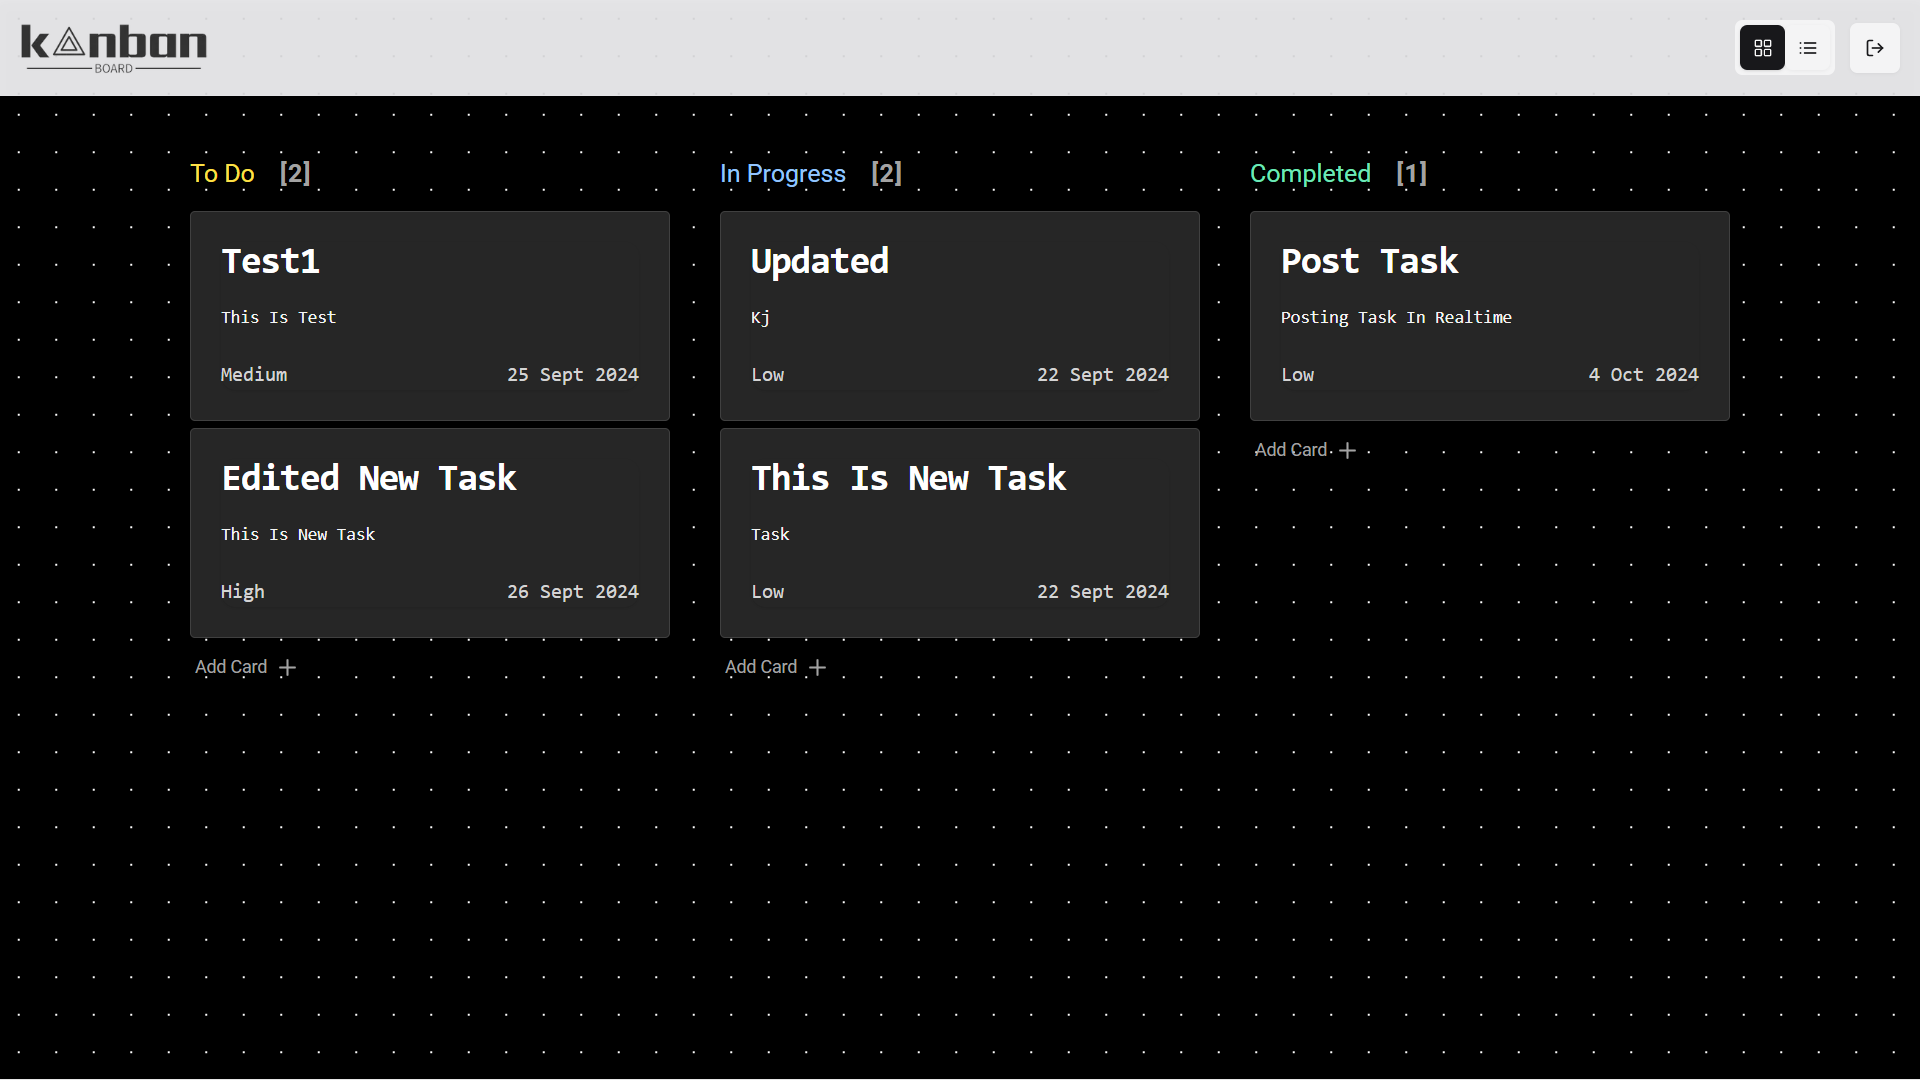 kanban
BOARD
To Do [2]
Test1
This Is Test
Medium 25 Sept 2024
Edited New Task
This Is New Task
High 26 Sept 2024
Add Card
In Progress [2]
Updated
Kj
Low 22 Sept 2024
This Is New Task
Task
Low 22 Sept 2024
Add Card
Completed [1]
Post Task
Posting Task In Realtime
Low 4 Oct 2024
Add Card